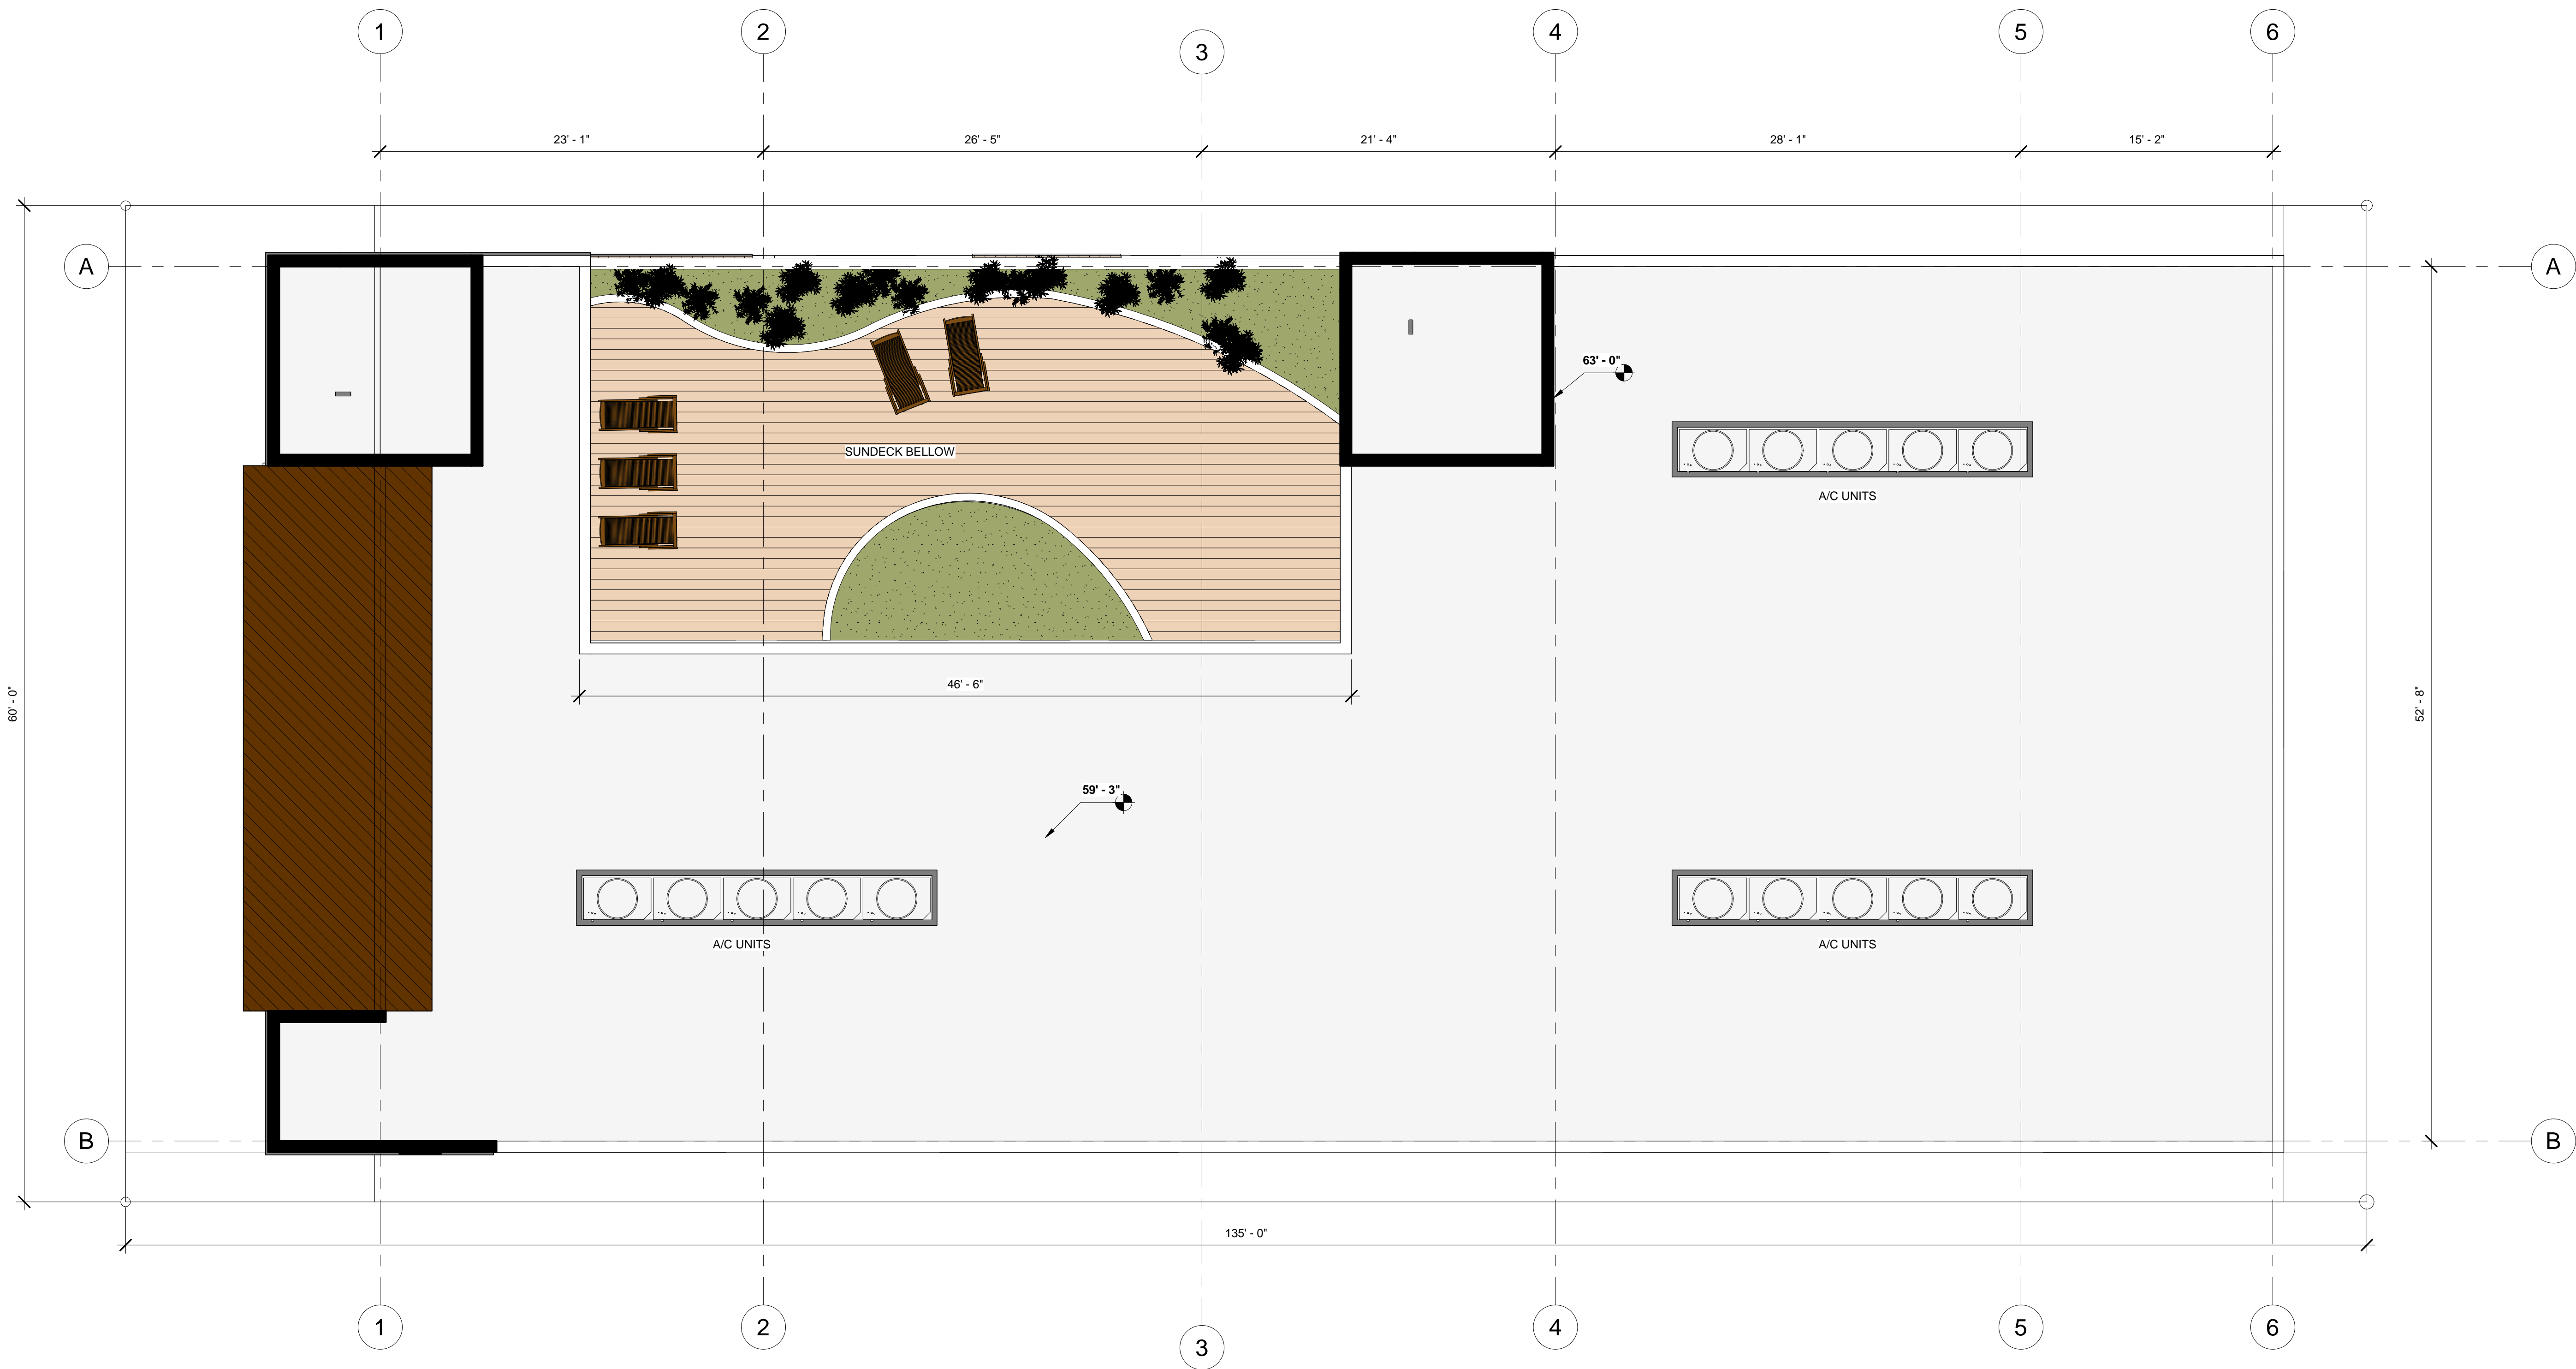 1
2
3
4
5
6
23' - 1"
26' - 5"
21' - 4"
28' - 1"
15' - 2"
A
A
63' - 0"
SUNDECK BELLOW
A/C UNITS
46' - 6"
60' - 0"
52' - 8"
59' - 3"
A/C UNITS
A/C UNITS
B
B
135' - 0"
1
2
3
4
5
6